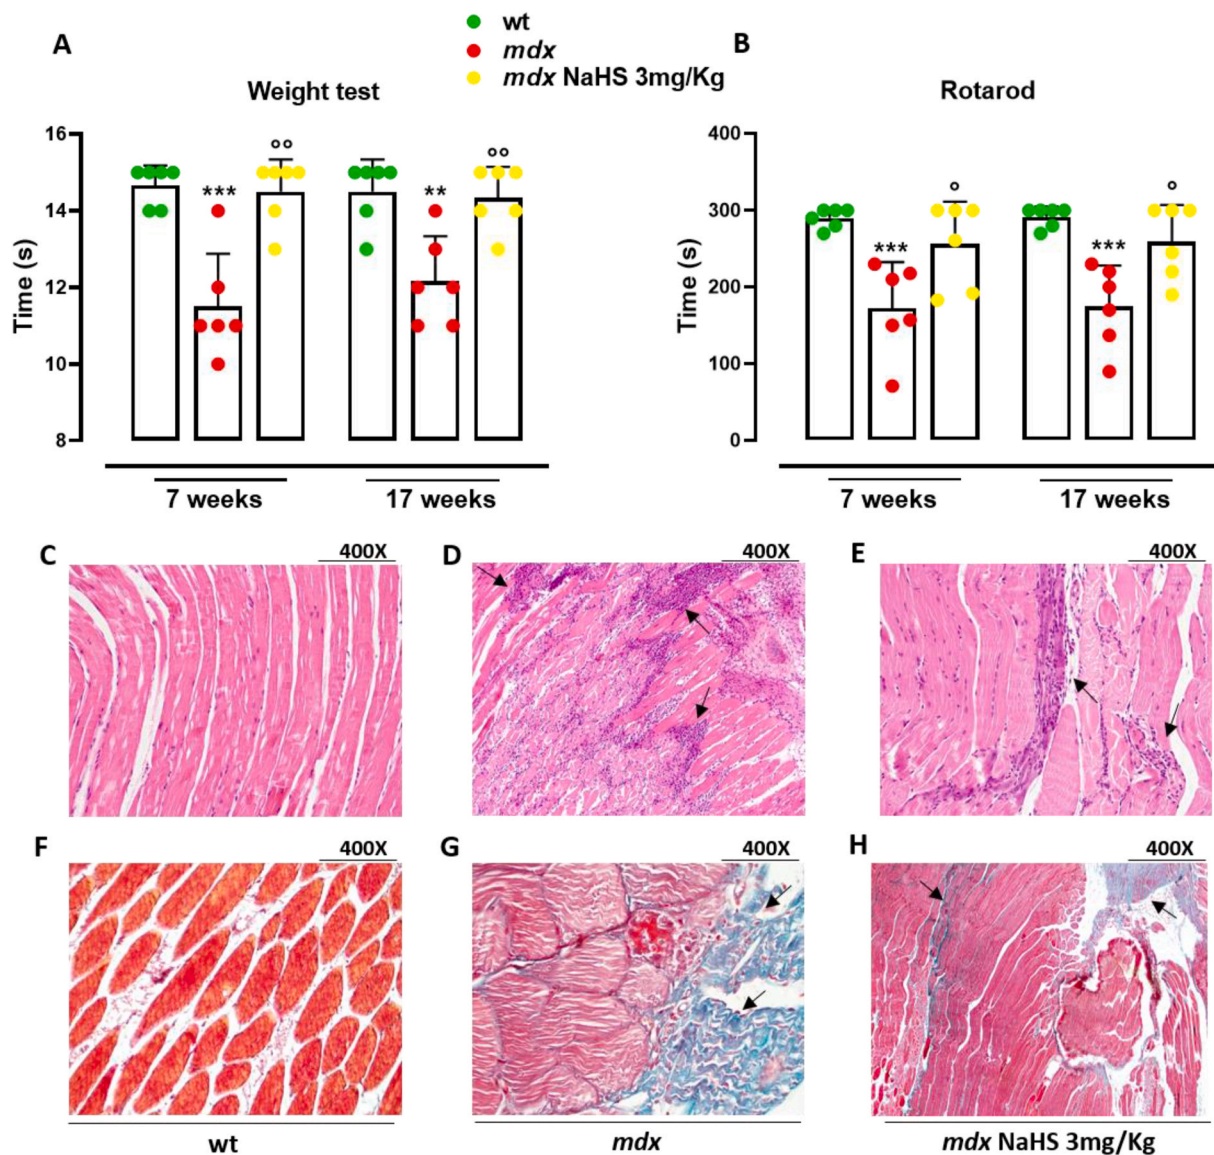 wt
A
mdx
B
mdx NaHS 3mg/Kg
Weight test
Rotarod
Time (s)
16
14
12
10
8
°°
***
°°
**
7 weeks
17 weeks
Time (s)
400
300
200
100
0
°
***
°
***
7 weeks
17 weeks
C
400X
D
400X
E
400X
F
400X
G
400X
H
400X
wt
mdx
mdx NaHS 3mg/Kg